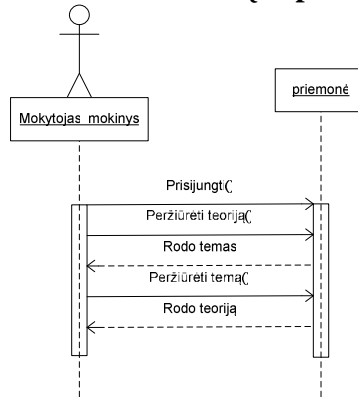 priemonė
Mokytojas_mokinys
Prisijungti()
Peržiūrėti teoriją()
Rodo temas
Peržiūrėti temą()
Rodo teoriją